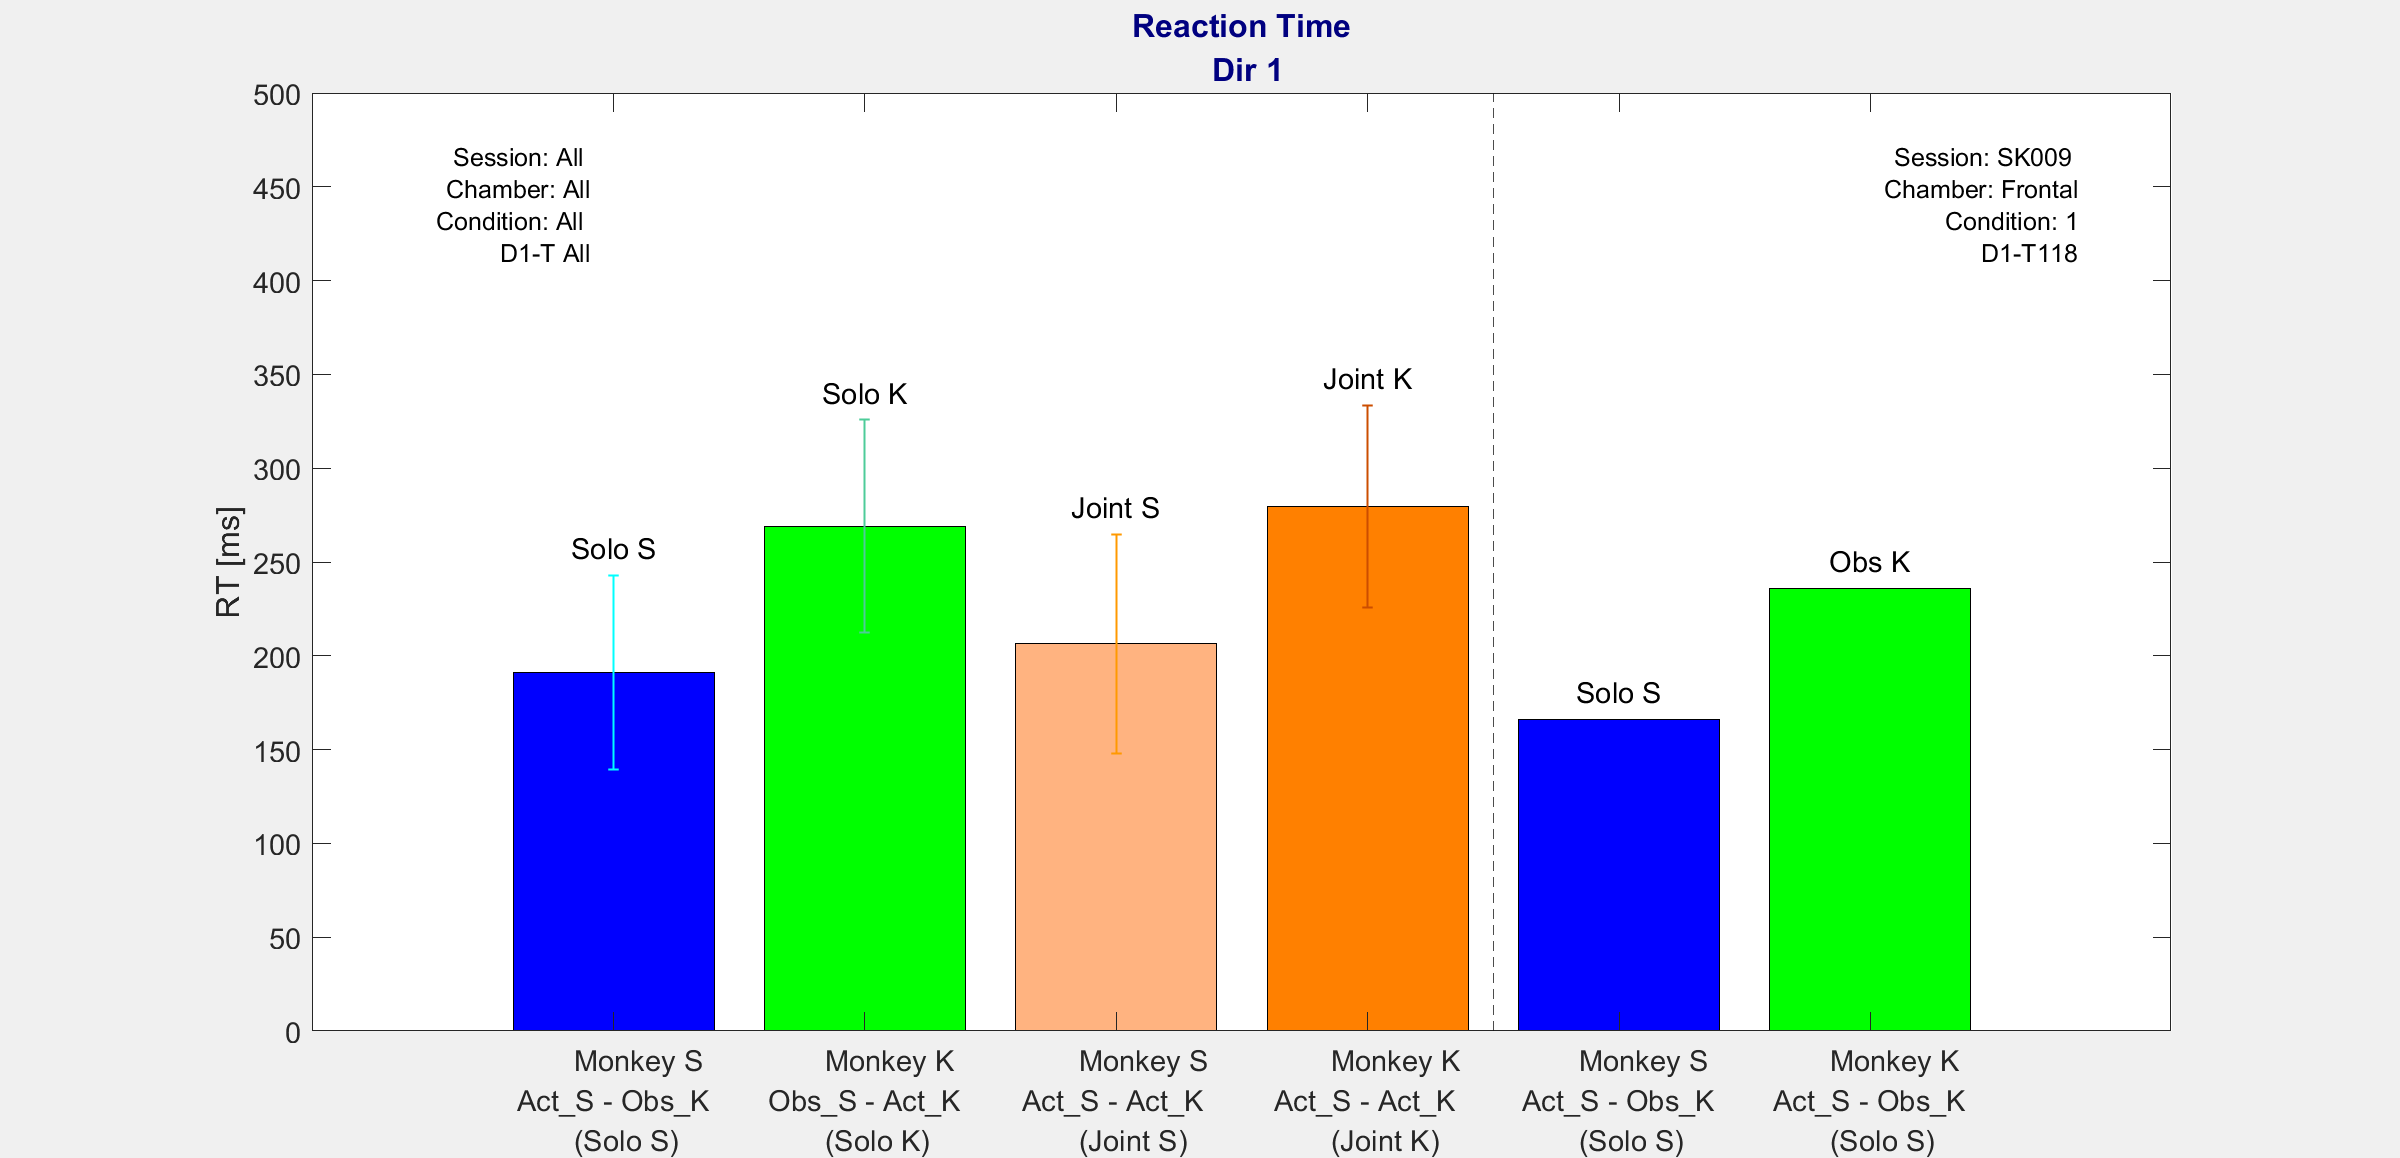 Reaction Time
Dir 1
500
450
400
350
300
250
200
150
100
50
0
RT [ms]
Session: All
Chamber: All
Condition: All
D1-T All
Session: SK009
Chamber: Frontal
Condition: 1
D1-T118
Solo S
Solo K
Joint S
Joint K
Solo S
Obs K
Monkey S
Act_S - Obs_K
(Solo S)
Monkey K
Obs_S - Act_K
(Solo K)
Monkey S
Act_S - Act_K
(Joint S)
Monkey K
Act_S - Act_K
(Joint K)
Monkey S
Act_S - Obs_K
(Solo S)
Monkey K
Act_S - Obs_K
(Solo S)